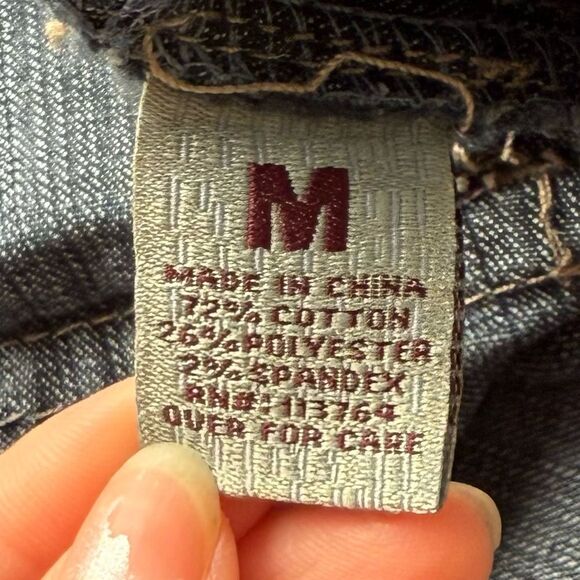 M
MADE IN CHINA
72% COTTON
26% POLYESTER
2% SPANDEX
RN#: 113764
OVER FOR CARE